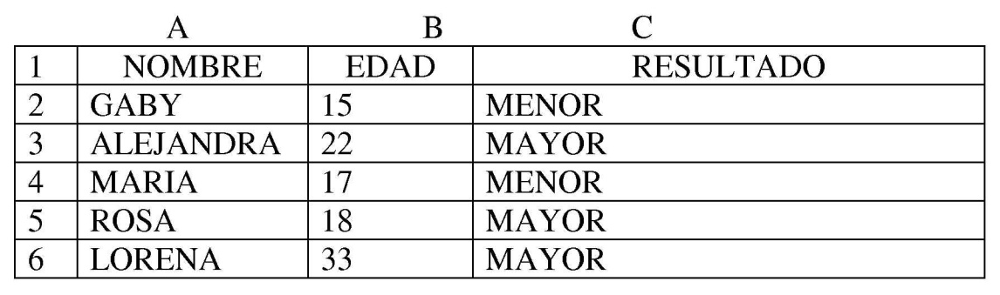 A B C
1 NOMBRE EDAD RESULTADO
2 GABY 15 MENOR
3 ALEJANDRA 22 MAYOR
4 MARIA 17 MENOR
5 ROSA 18 MAYOR
6 LORENA 33 MAYOR